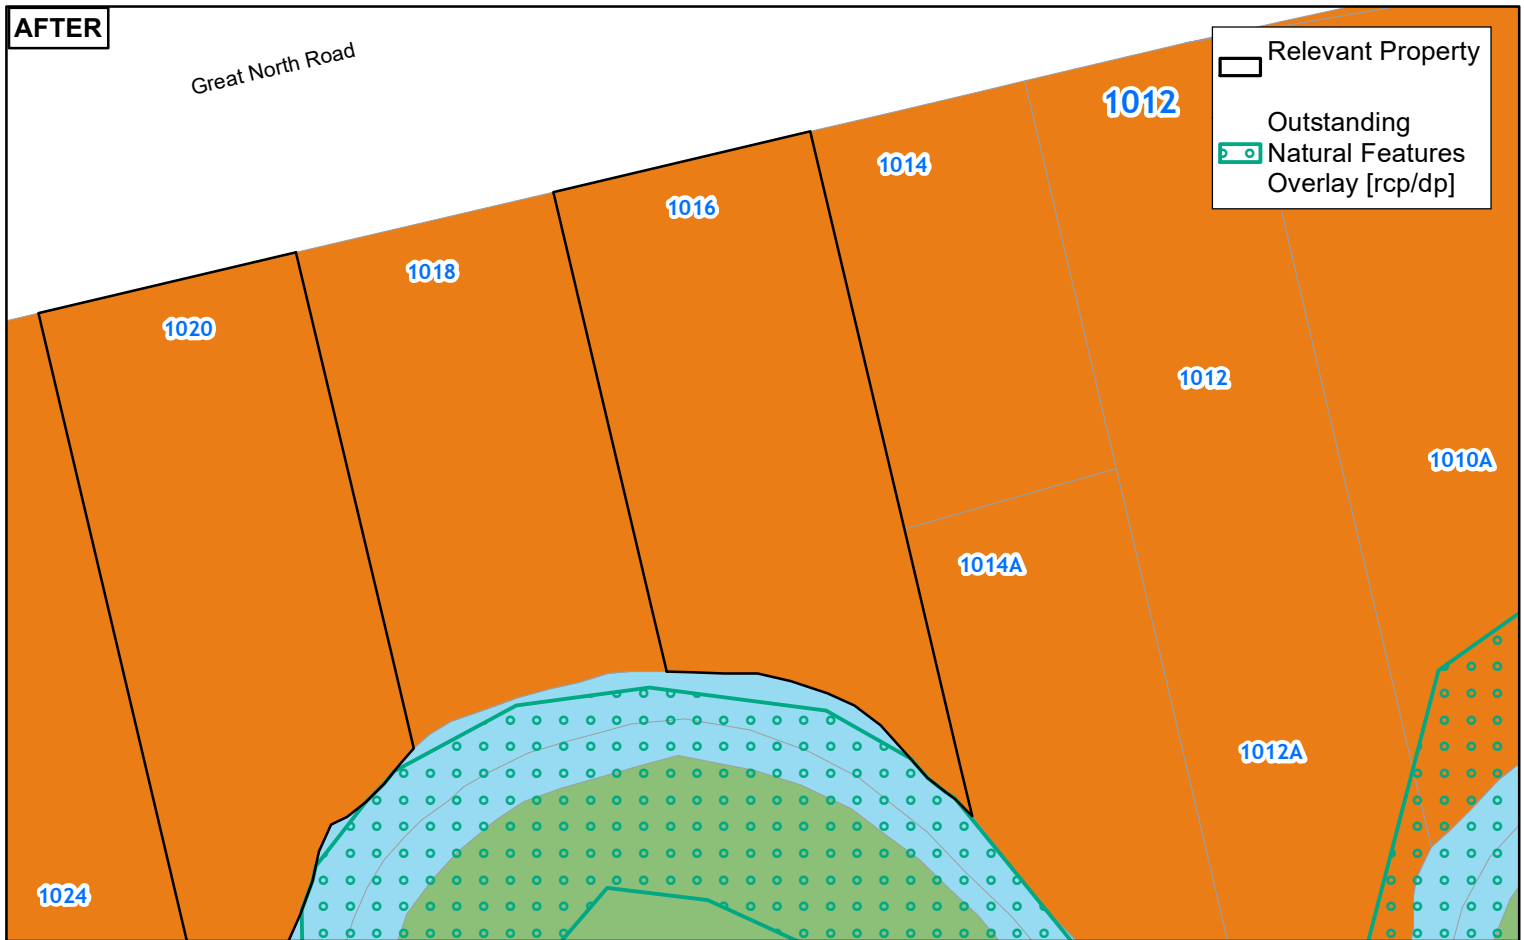 AFTER
Great North Road
Relevant Property
Outstanding
Natural Features
Overlay [rcp/dp]
1012
1014
1016
1018
1020
1012
1010A
1014A
1012A
1024